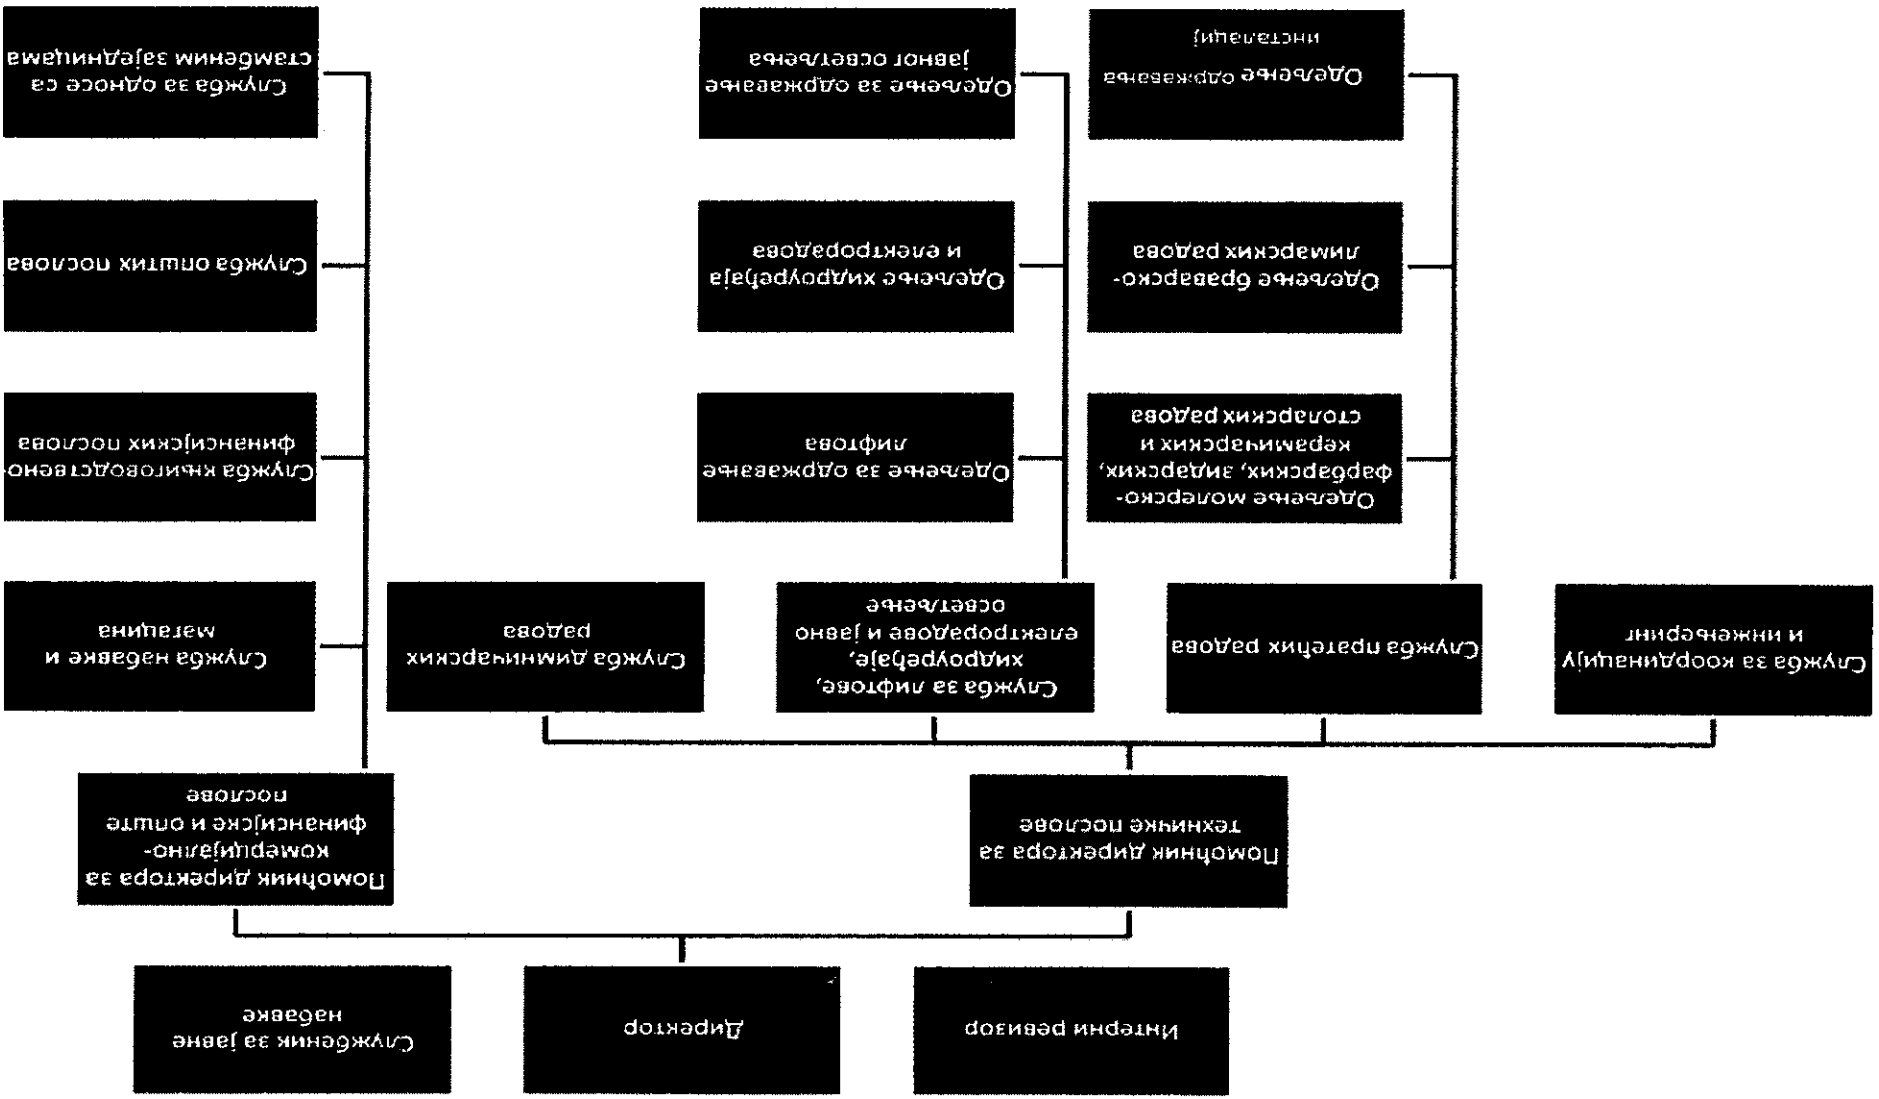 Интерни ревизор
Директор
Службеник за јавне
набавке
Помоћник директора за
техничке послове
Помоћник директора за
комерцијално-
финансијске и опште
послове
Служба за координацију
и инжењеринг
Служба пратећих радова
Служба за лифтове,
хидроуређаје,
електрорадове и јавно
осветљење
Служба димничарских
радова
Служба набавке и
магацина
Одељење молерско-
фарбарских, зидарских,
керамичарских и
столарских радова
Одељење за одржавање
лифтова
Служба књиговодствено-
финансијских послова
Одељење браварско-
лимарских радова
Одељење хидроуређаја
и електрорадова
Служба општих послова
Одељење одржавања
инсталациј
Одељење за одржавање
јавног осветљења
Служба за односе са
стамбеним заједницама